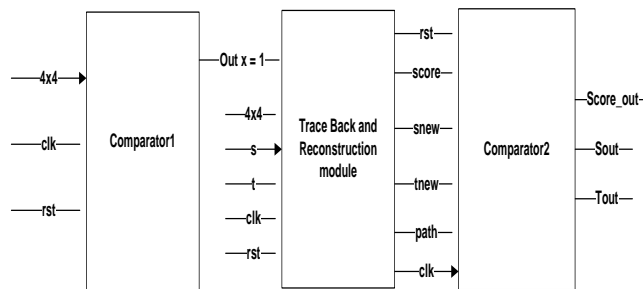 4x4
clk
rst
Comparator1
Out x = 1
4x4
s
t
clk
rst
Trace Back and
Reconstruction
module
rst
score
snew
tnew
path
clk
Comparator2
Score_out
Sout
Tout